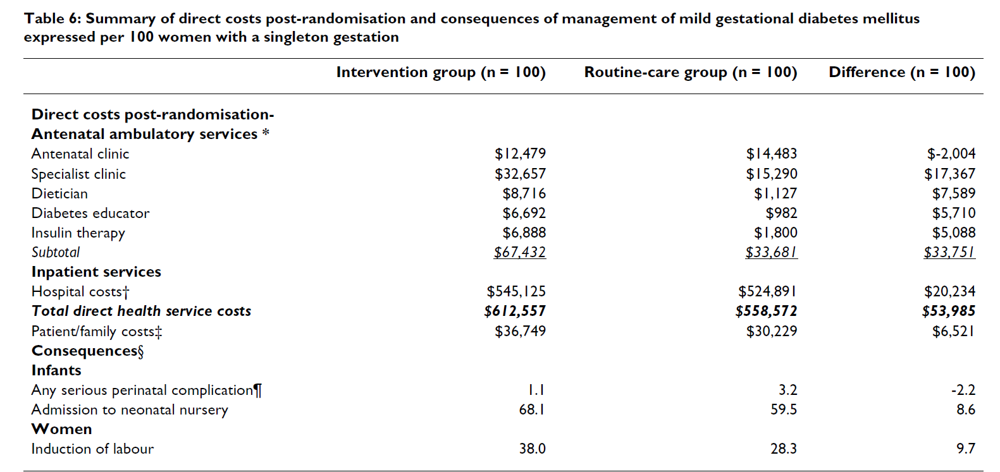 Table 6: Summary of direct costs post-randomisation and consequences of management of mild gestational diabetes mellitus
expressed per 100 women with a singleton gestation
Intervention group (n = 100) Routine-care group (n = 100) Difference (n = 100)
Direct costs post-randomisation-
Antenatal ambulatory services *
Antenatal clinic $12,479 $14,483 $-2,004
Specialist clinic $32,657 $15,290 $17,367
Dietician $8,716 $1,127 $7,589
Diabetes educator $6,692 $982 $5,710
Insulin therapy $6,888 $1,800 $5,088
Subtotal $67,432 $33,681 $33,751
Inpatient services
Hospital costs† $545,125 $524,891 $20,234
Total direct health service costs $612,557 $558,572 $53,985
Patient/family costs‡ $36,749 $30,229 $6,521
Consequences§
Infants
Any serious perinatal complication¶ 1.1 3.2 -2.2
Admission to neonatal nursery 68.1 59.5 8.6
Women
Induction of labour 38.0 28.3 9.7